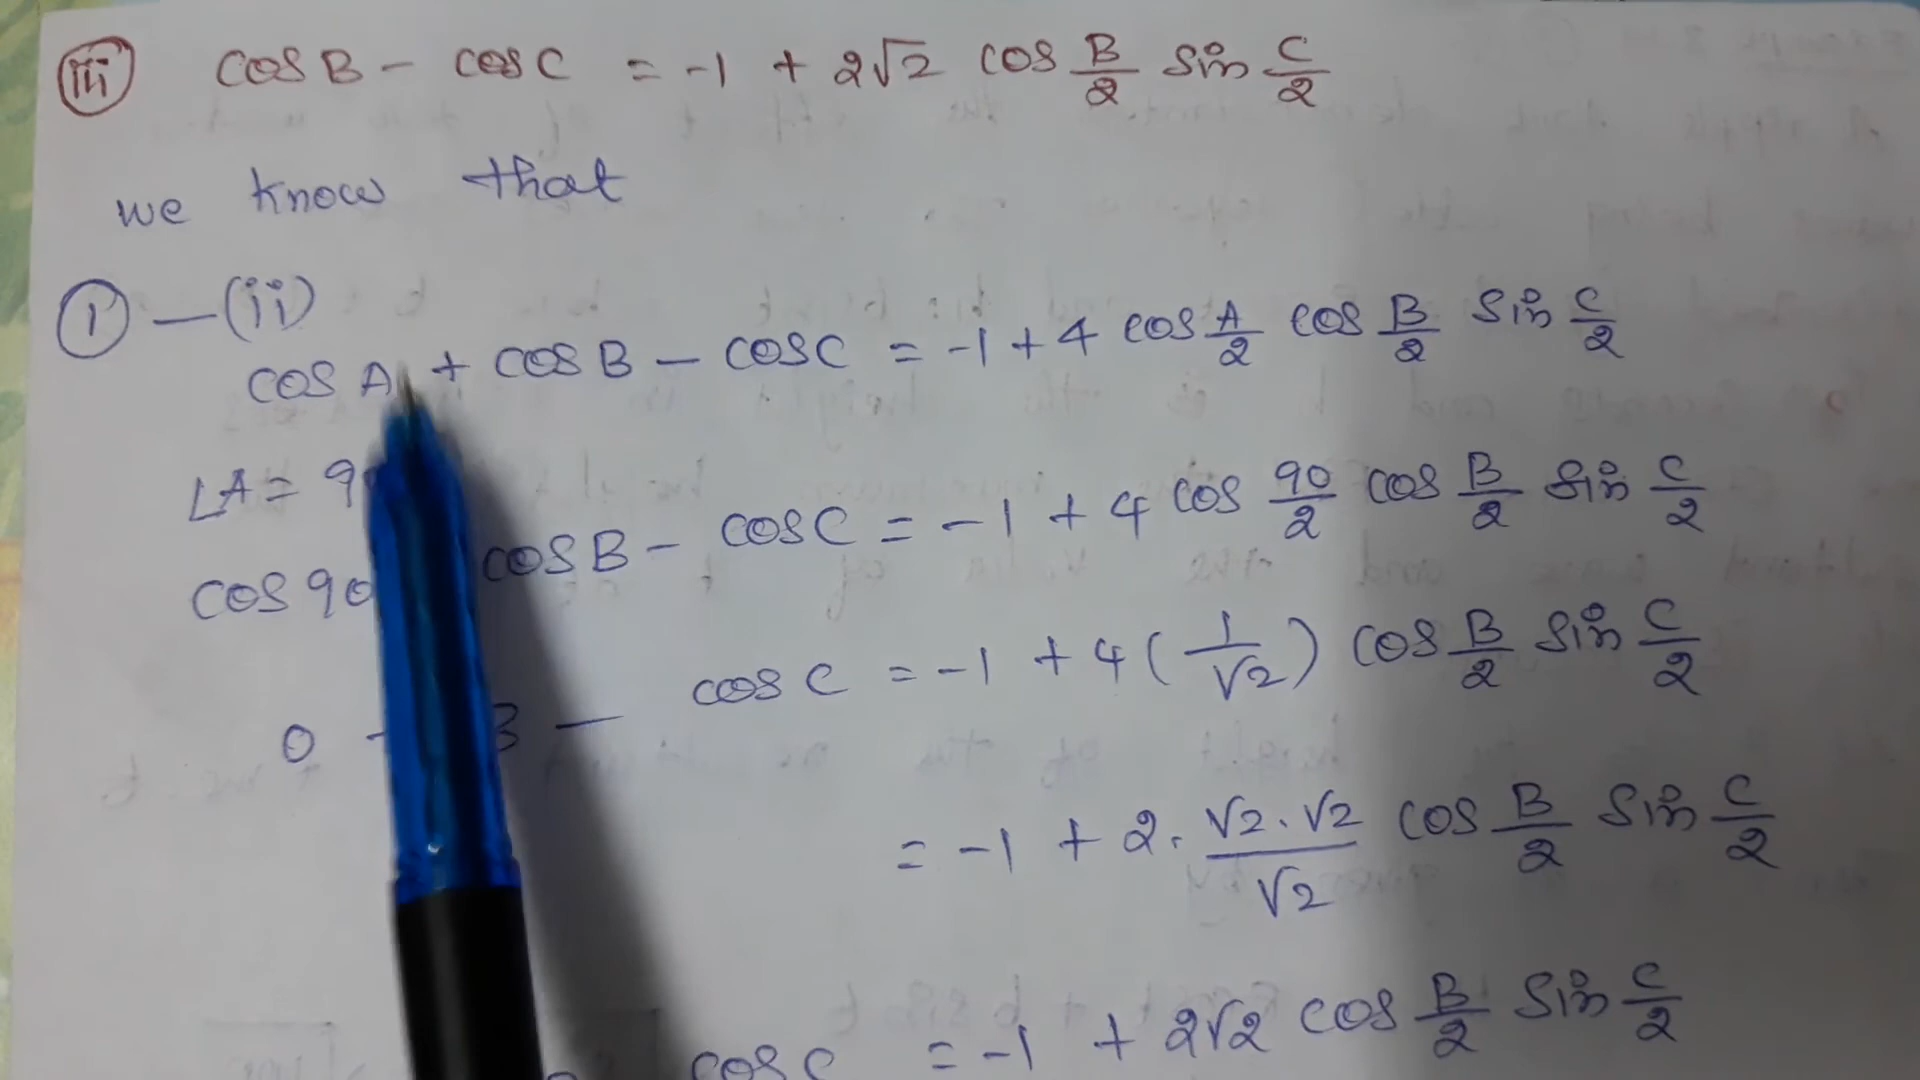 (iii) cos B - cos C = -1 + 2√2 cos B/2 sin C/2
we know that
(1) — (ii)
cos A + cos B - cos C = -1 + 4 cos A/2 cos B/2 sin C/2
∠A = 9
cos 90 cos B - cos C = -1 + 4 cos 90/2 cos B/2 sin C/2
0 B - cos C = -1 + 4 (1/√2) cos B/2 sin C/2
= -1 + 2 . √2 . √2/√2 cos B/2 sin C/2
cos C = -1 + 2√2 cos B/2 sin C/2